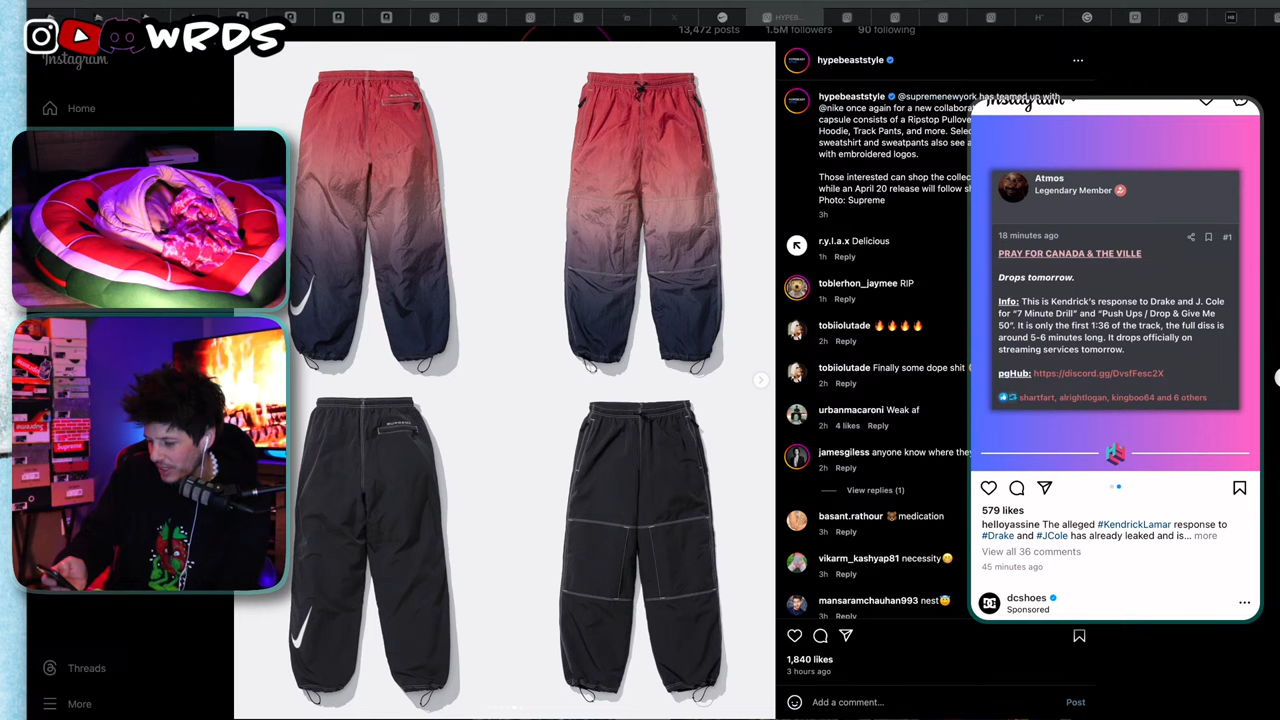 WRDS
13,472 posts
1.5M followers
90 following
Instagram
Home
Threads
More
hypebeaststyle
hypebeaststyle @supremenewyork has teamed up with
@nike once again for a new collaborat
capsule consists of a Ripstop Pullove
Hoodie, Track Pants, and more. Selec
sweatshirt and sweatpants also see a
with embroidered logos.
Those interested can shop the collec
while an April 20 release will follow sh
Photo: Supreme
3h
r.y.l.a.x Delicious
1h Reply
toblerhon_jaymee RIP
1h Reply
tobiiolutade 🔥🔥🔥🔥
2h Reply
tobiiolutade Finally some dope shit
2h Reply
urbanmacaroni Weak af
2h 4 likes Reply
jamesgiless anyone know where they
2h Reply
View replies (1)
basant.rathour 🐻medication
3h Reply
vikarm_kashyap81 necessity
3h Reply
mansaramchauhan993 nest😇
3h Reply
1,840 likes
3 hours ago
Add a comment...
Post
Instagram
Atmos
Legendary Member
18 minutes ago
#1
PRAY FOR CANADA & THE VILLE
Drops tomorrow.
Info: This is Kendrick's response to Drake and J. Cole
for "7 Minute Drill" and "Push Ups / Drop & Give Me
50". It is only the first 1:36 of the track, the full diss is
around 5-6 minutes long. It drops officially on
streaming services tomorrow.
pgHub: https://discord.gg/DvsfFesc2X
shartfart, alrightlogan, kingboo64 and 6 others
579 likes
helloyassine The alleged #KendrickLamar response to
#Drake and #JCole has already leaked and is... more
View all 36 comments
45 minutes ago
dcshoes
Sponsored
Supreme